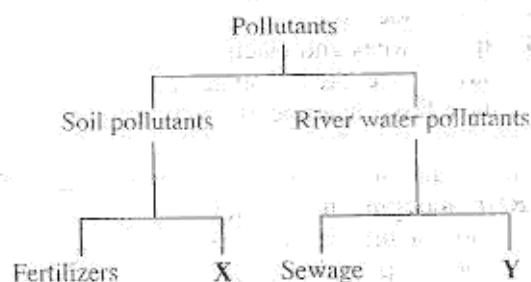 Pollutants
Soil pollutants River water pollutants
Fertilizers X Sewage Y